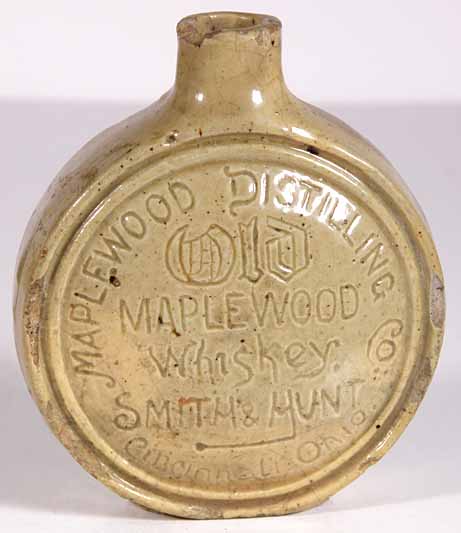 MAPLEWOOD DISTILLING Co:
Old
MAPLEWOOD
Whiskey.
SMITH & HUNT
Cincinnati. Ohio.